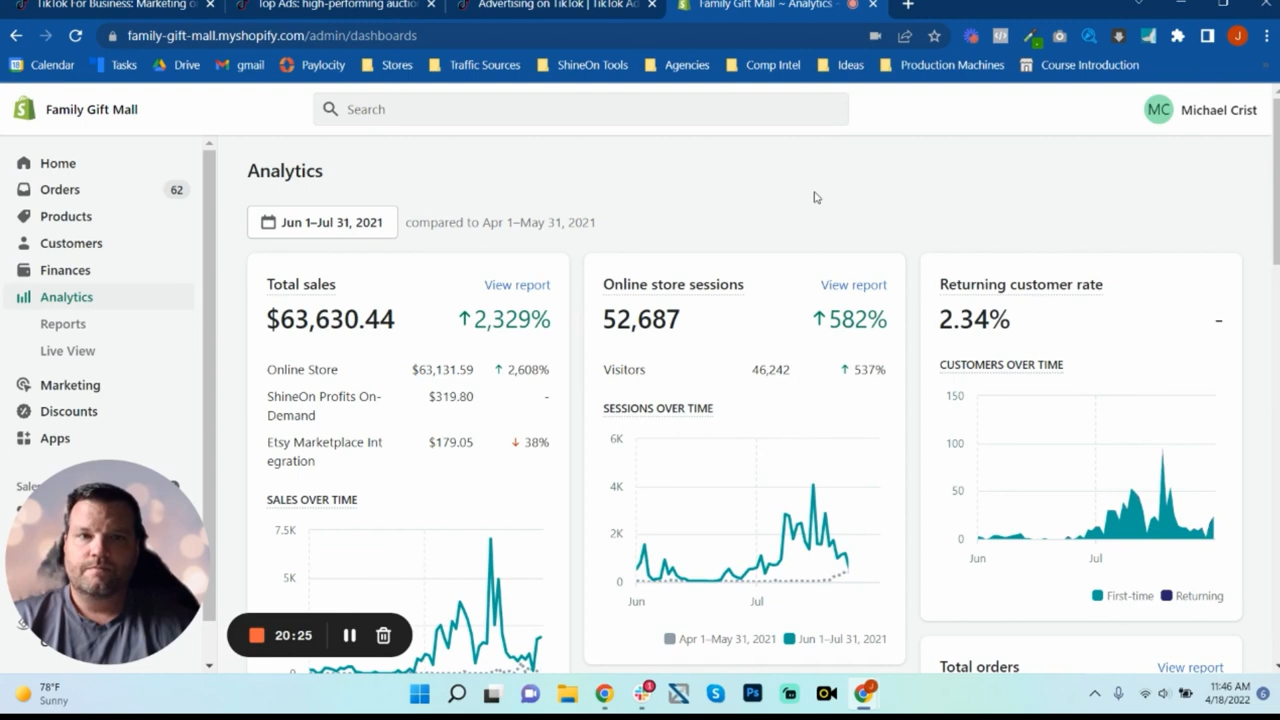 TikTok For Business: Marketing o
Top Ads: high-performing auctio
Advertising on TikTok | TikTok Ad
Family Gift Mall ~ Analytics
family-gift-mall.myshopify.com/admin/dashboards
J
Calendar
Tasks
Drive
gmail
Paylocity
Stores
Traffic Sources
ShineOn Tools
Agencies
Comp Intel
Ideas
Production Machines
Course Introduction
Family Gift Mall
Search
MC
Michael Crist
Home
Orders
62
Products
Customers
Finances
Analytics
Reports
Live View
Marketing
Discounts
Apps
Sales
Analytics
Jun 1–Jul 31, 2021
compared to Apr 1–May 31, 2021
Total sales
View report
$63,630.44
↑2,329%
Online Store
$63,131.59
↑ 2,608%
ShineOn Profits On-
Demand
$319.80
-
Etsy Marketplace Int
egration
$179.05
↓ 38%
SALES OVER TIME
7.5K
5K
0
Online store sessions
View report
52,687
↑582%
Visitors
46,242
↑ 537%
SESSIONS OVER TIME
6K
4K
2K
0
Jun
Jul
Apr 1–May 31, 2021
Jun 1–Jul 31, 2021
Returning customer rate
2.34%
-
CUSTOMERS OVER TIME
150
100
50
0
Jun
Jul
First-time
Returning
Total orders
View report
20:25
78°F
Sunny
1
Ps
J
11:46 AM
4/18/2022
6